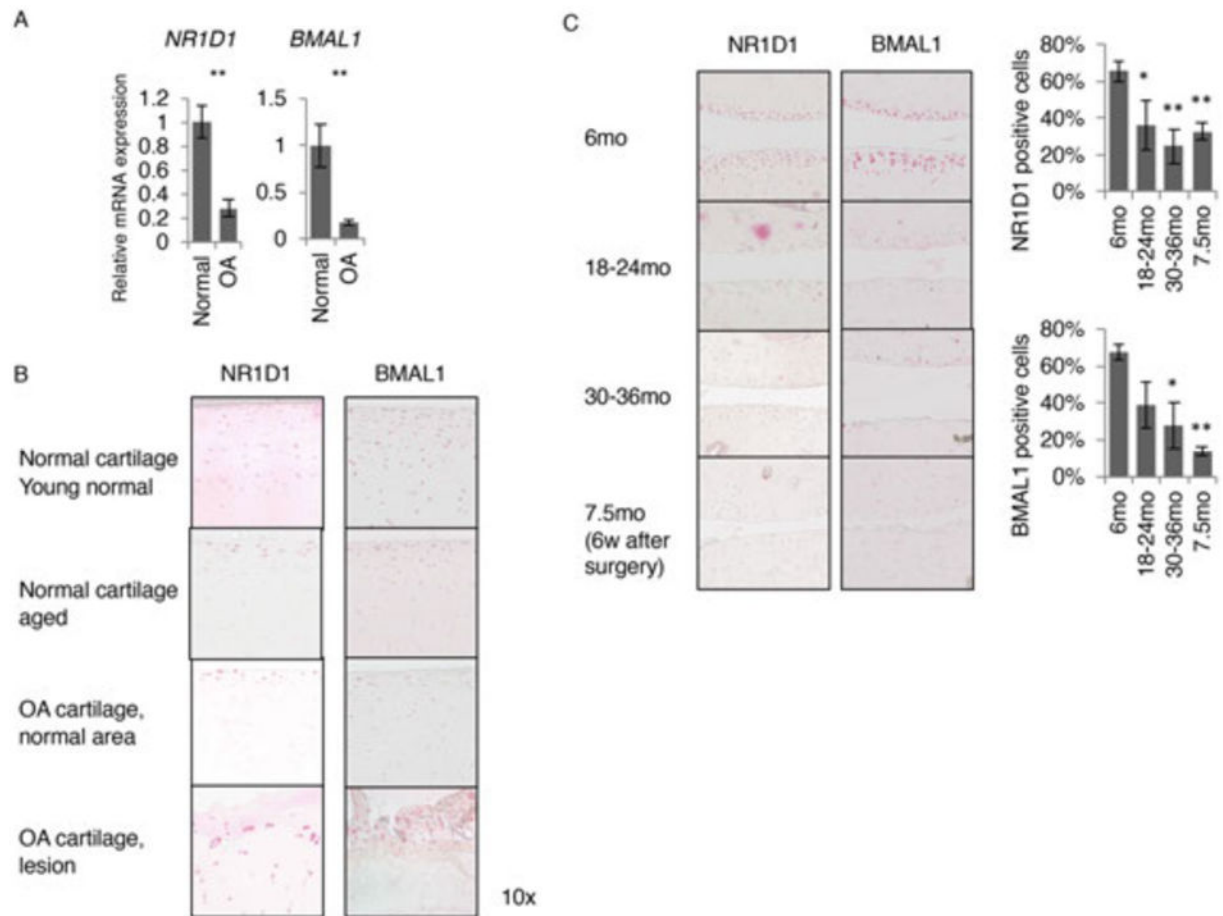 A
NR1D1
BMAL1
**
**
Relative mRNA expression
1.2
1
0.8
0.6
0.4
0.2
0
Normal
OA
1.5
1
0.5
0
Normal
OA
B
NR1D1
BMAL1
Normal cartilage
Young normal
Normal cartilage
aged
OA cartilage,
normal area
OA cartilage,
lesion
10x
C
NR1D1
BMAL1
6mo
18-24mo
30-36mo
7.5mo
(6w after
surgery)
NR1D1 positive cells
80%
60%
40%
20%
0%
*
**
**
6mo
18-24mo
30-36mo
7.5mo
BMAL1 positive cells
80%
60%
40%
20%
0%
*
**
6mo
18-24mo
30-36mo
7.5mo